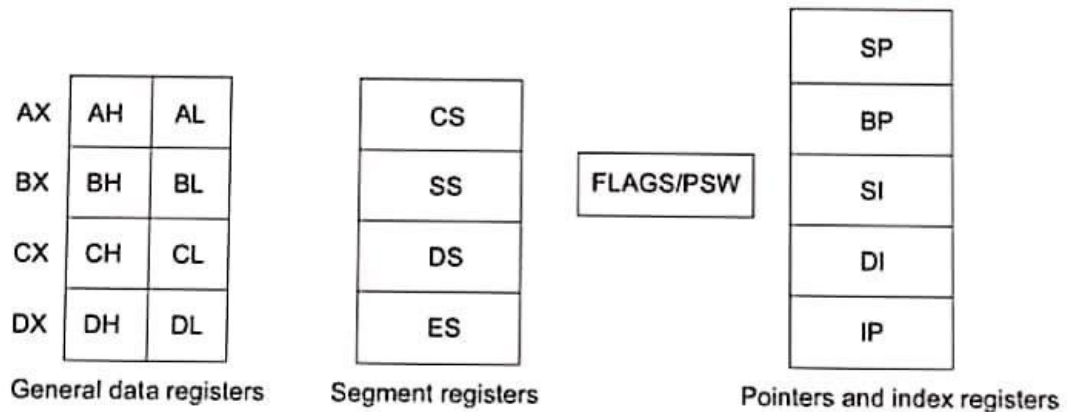 AX AH AL
BX BH BL
CX CH CL
DX DH DL
General data registers
CS
SS
DS
ES
Segment registers
FLAGS/PSW
SP
BP
SI
DI
IP
Pointers and index registers